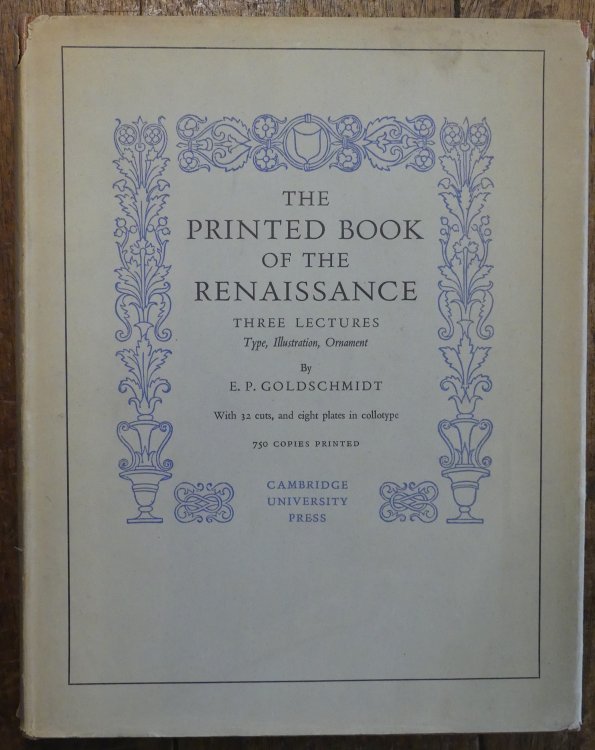 THE
PRINTED BOOK
OF THE
RENAISSANCE
THREE LECTURES
Type, Illustration, Ornament
By
E. P. GOLDSCHMIDT
With 32 cuts, and eight plates in collotype
750 COPIES PRINTED
CAMBRIDGE
UNIVERSITY
PRESS